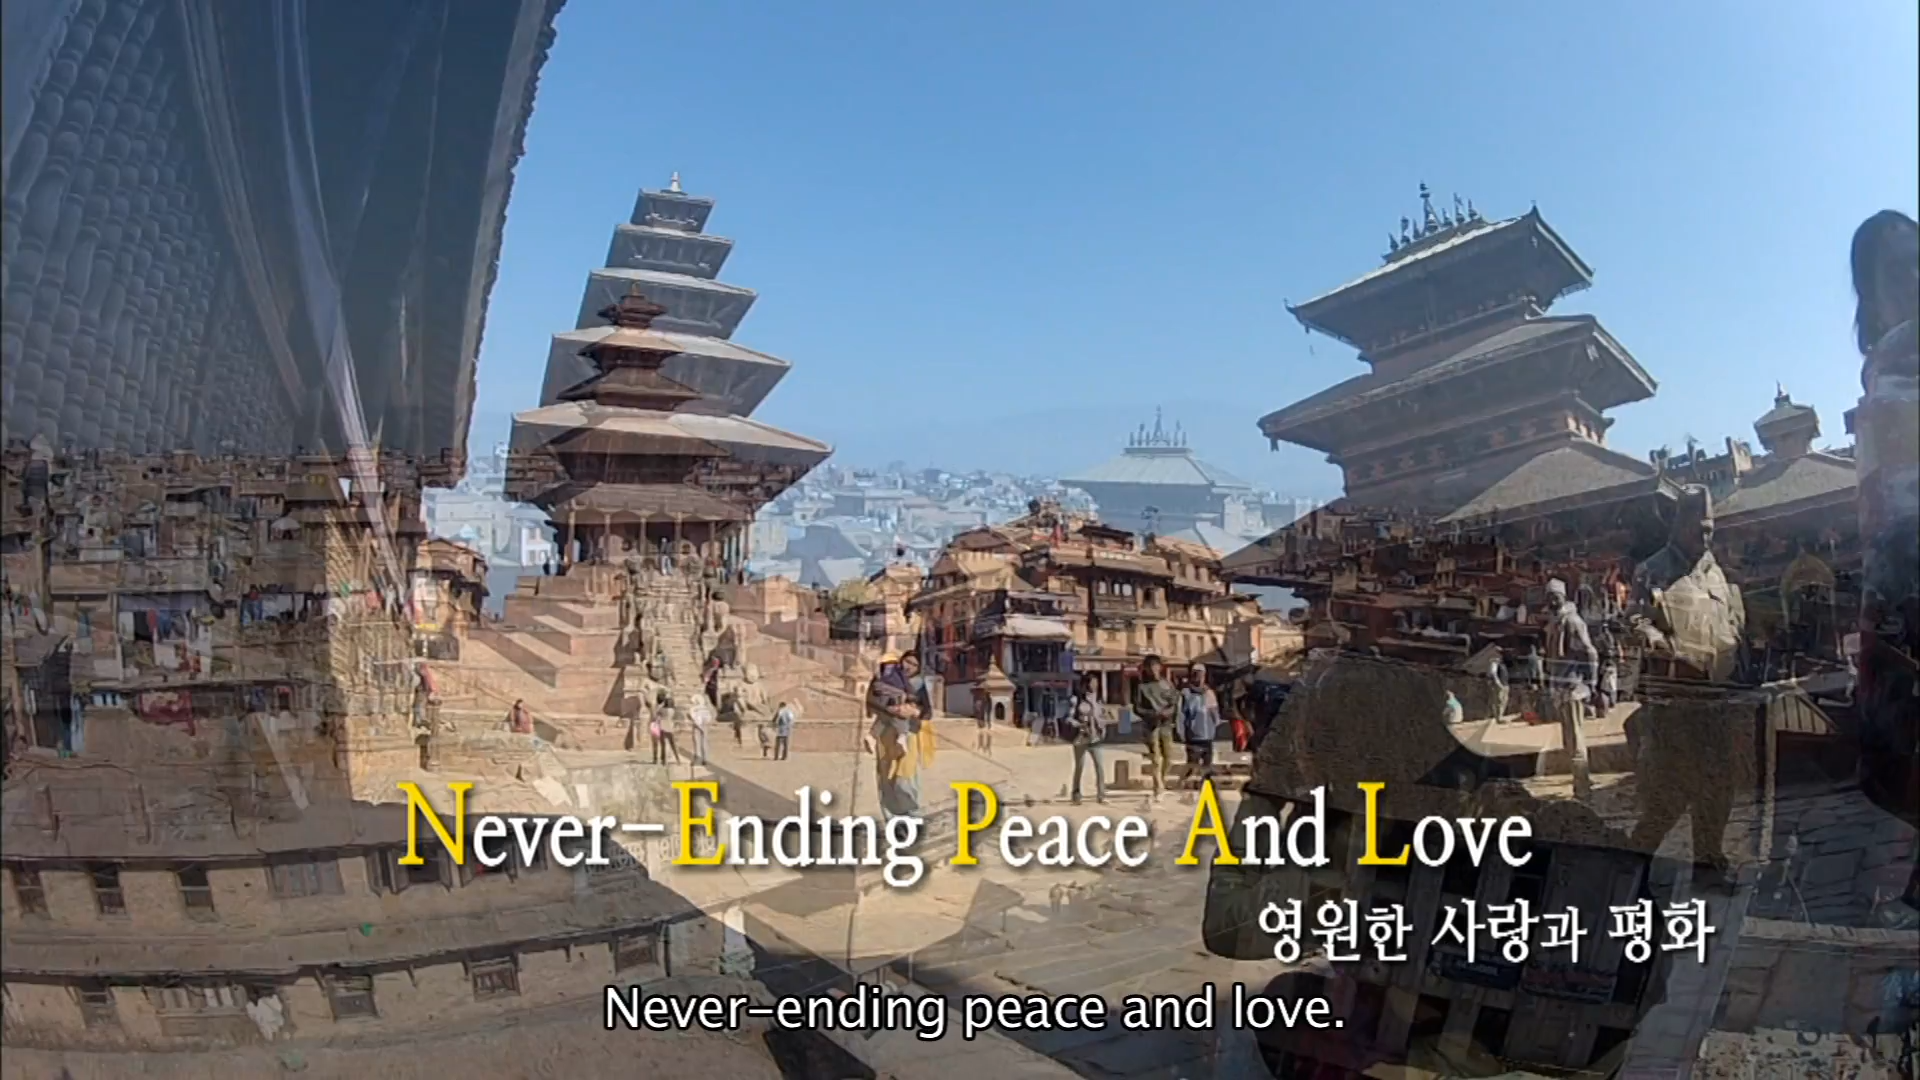 Never-Ending Peace And Love
영원한 사랑과 평화
Never-ending peace and love.